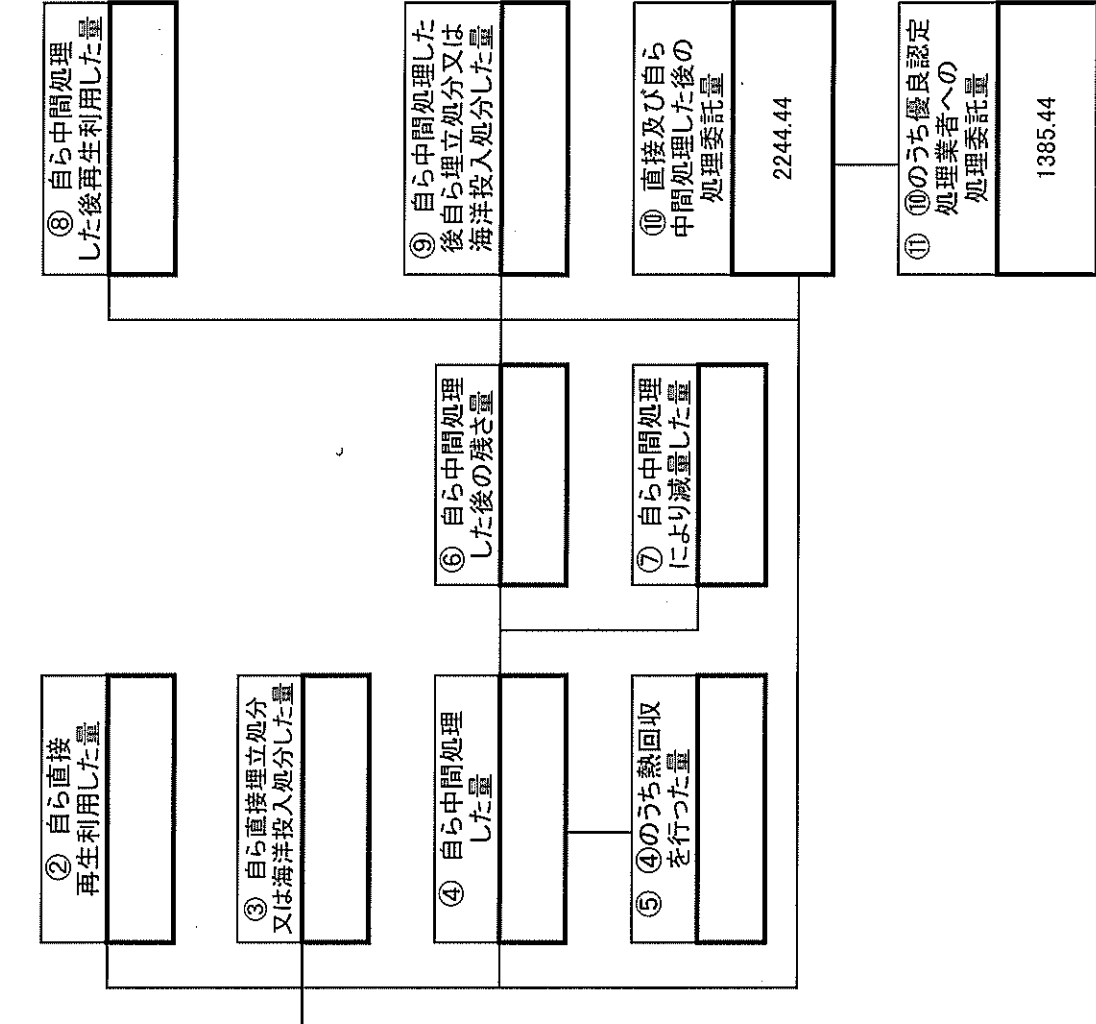 ② 自ら直接
再生利用した量
③ 自ら直接埋立処分
又は海洋投入処分した量
④ 自ら中間処理
した量
⑤ ④のうち熱回収
を行った量
⑥ 自ら中間処理
した後の残さ量
⑦ 自ら中間処理
により減量した量
⑧ 自ら中間処理
した後再生利用した量
⑨ 自ら中間処理した
後自ら埋立処分又は
海洋投入処分した量
⑩ 直接及び自ら
中間処理した後の
処理委託量
2244.44
⑪ ⑩のうち優良認定
処理業者への
処理委託量
1385.44